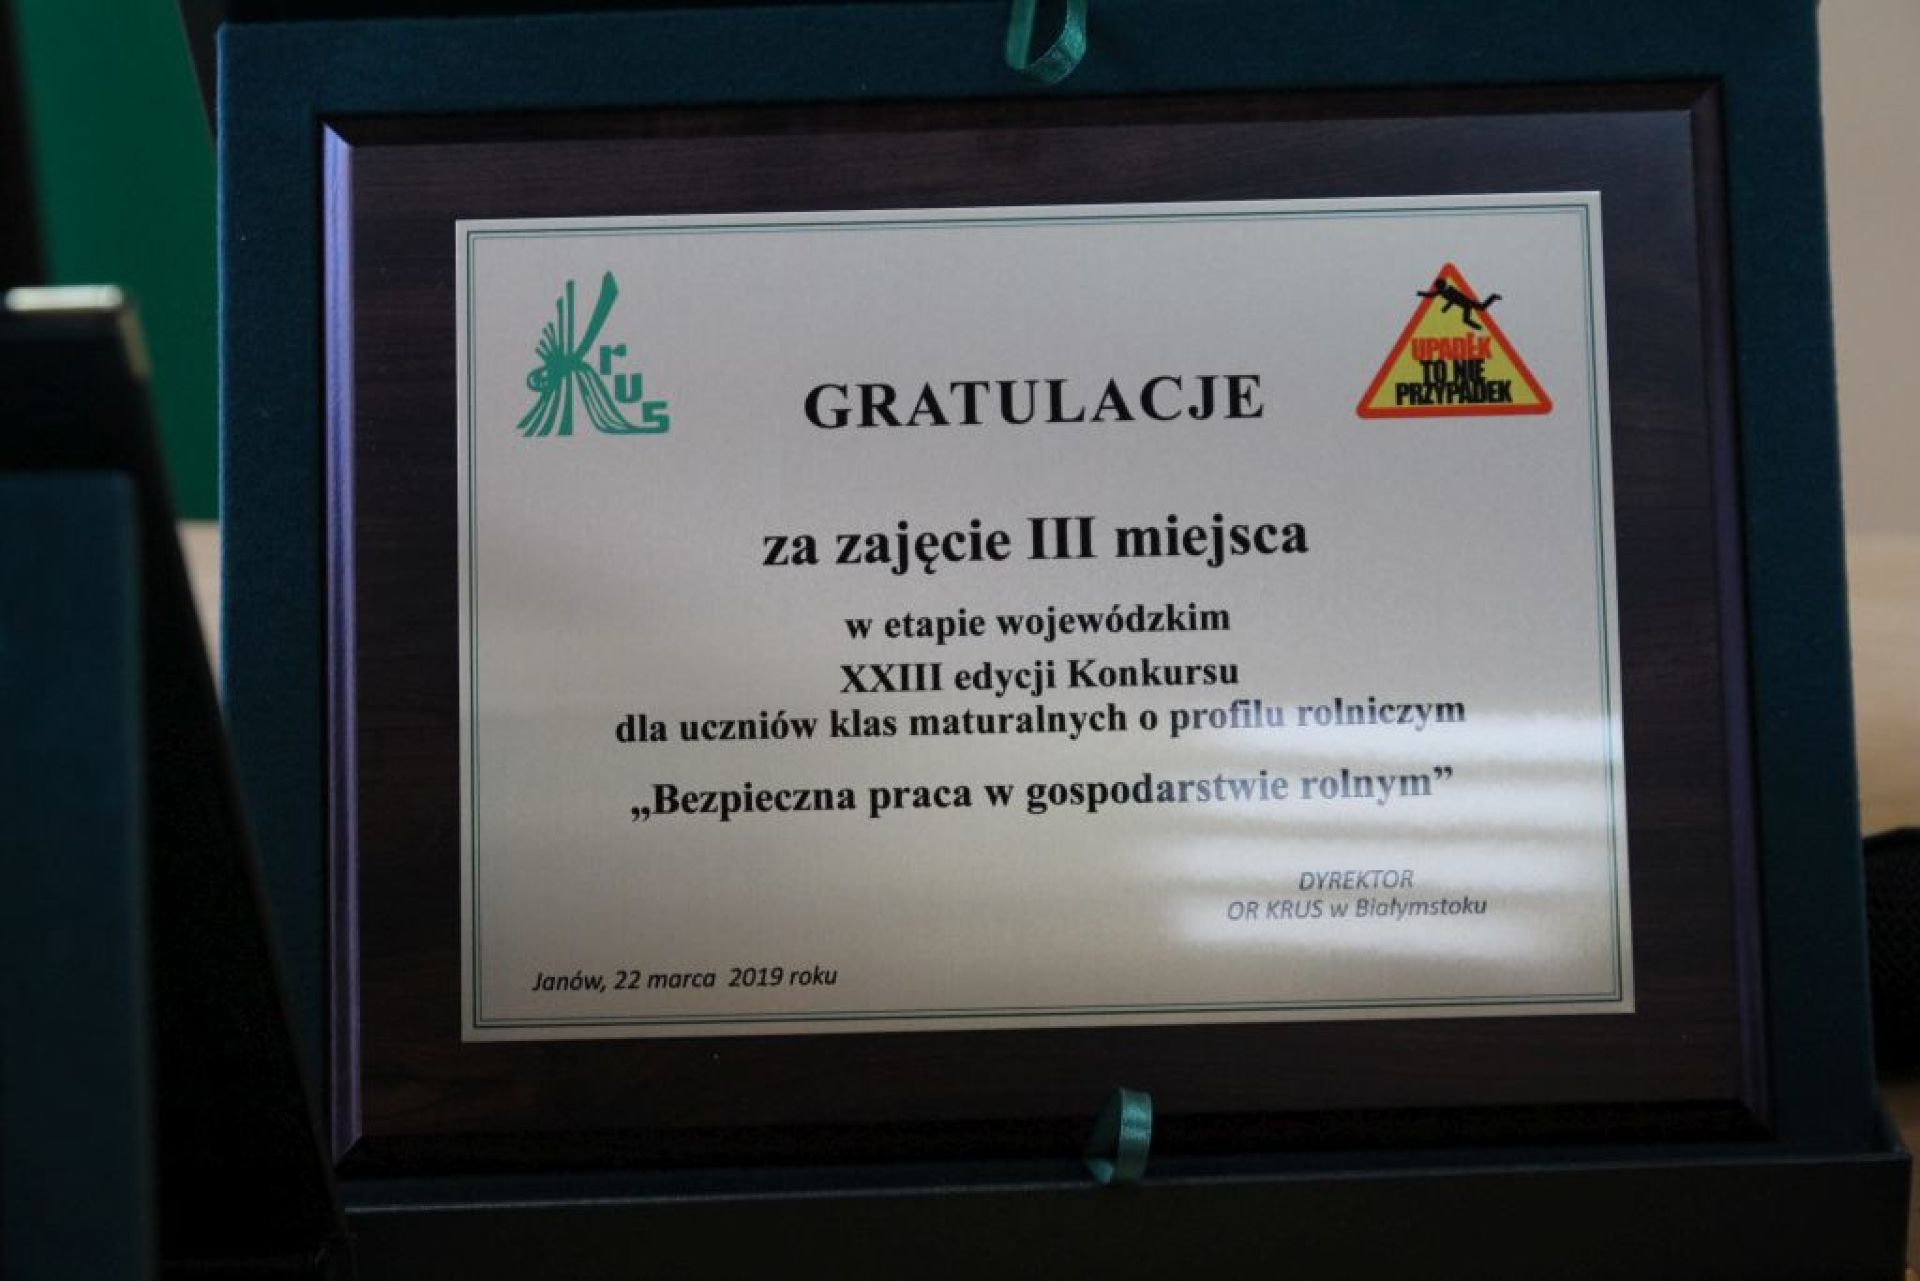 Krus
UPADEK
TO NIE
PRZYPADEK
GRATULACJE
za zajęcie III miejsca
w etapie wojewódzkim
XXIII edycji Konkursu
dla uczniów klas maturalnych o profilu rolniczym
„Bezpieczna praca w gospodarstwie rolnym”
DYREKTOR
OR KRUS w Białymstoku
Janów, 22 marca 2019 roku